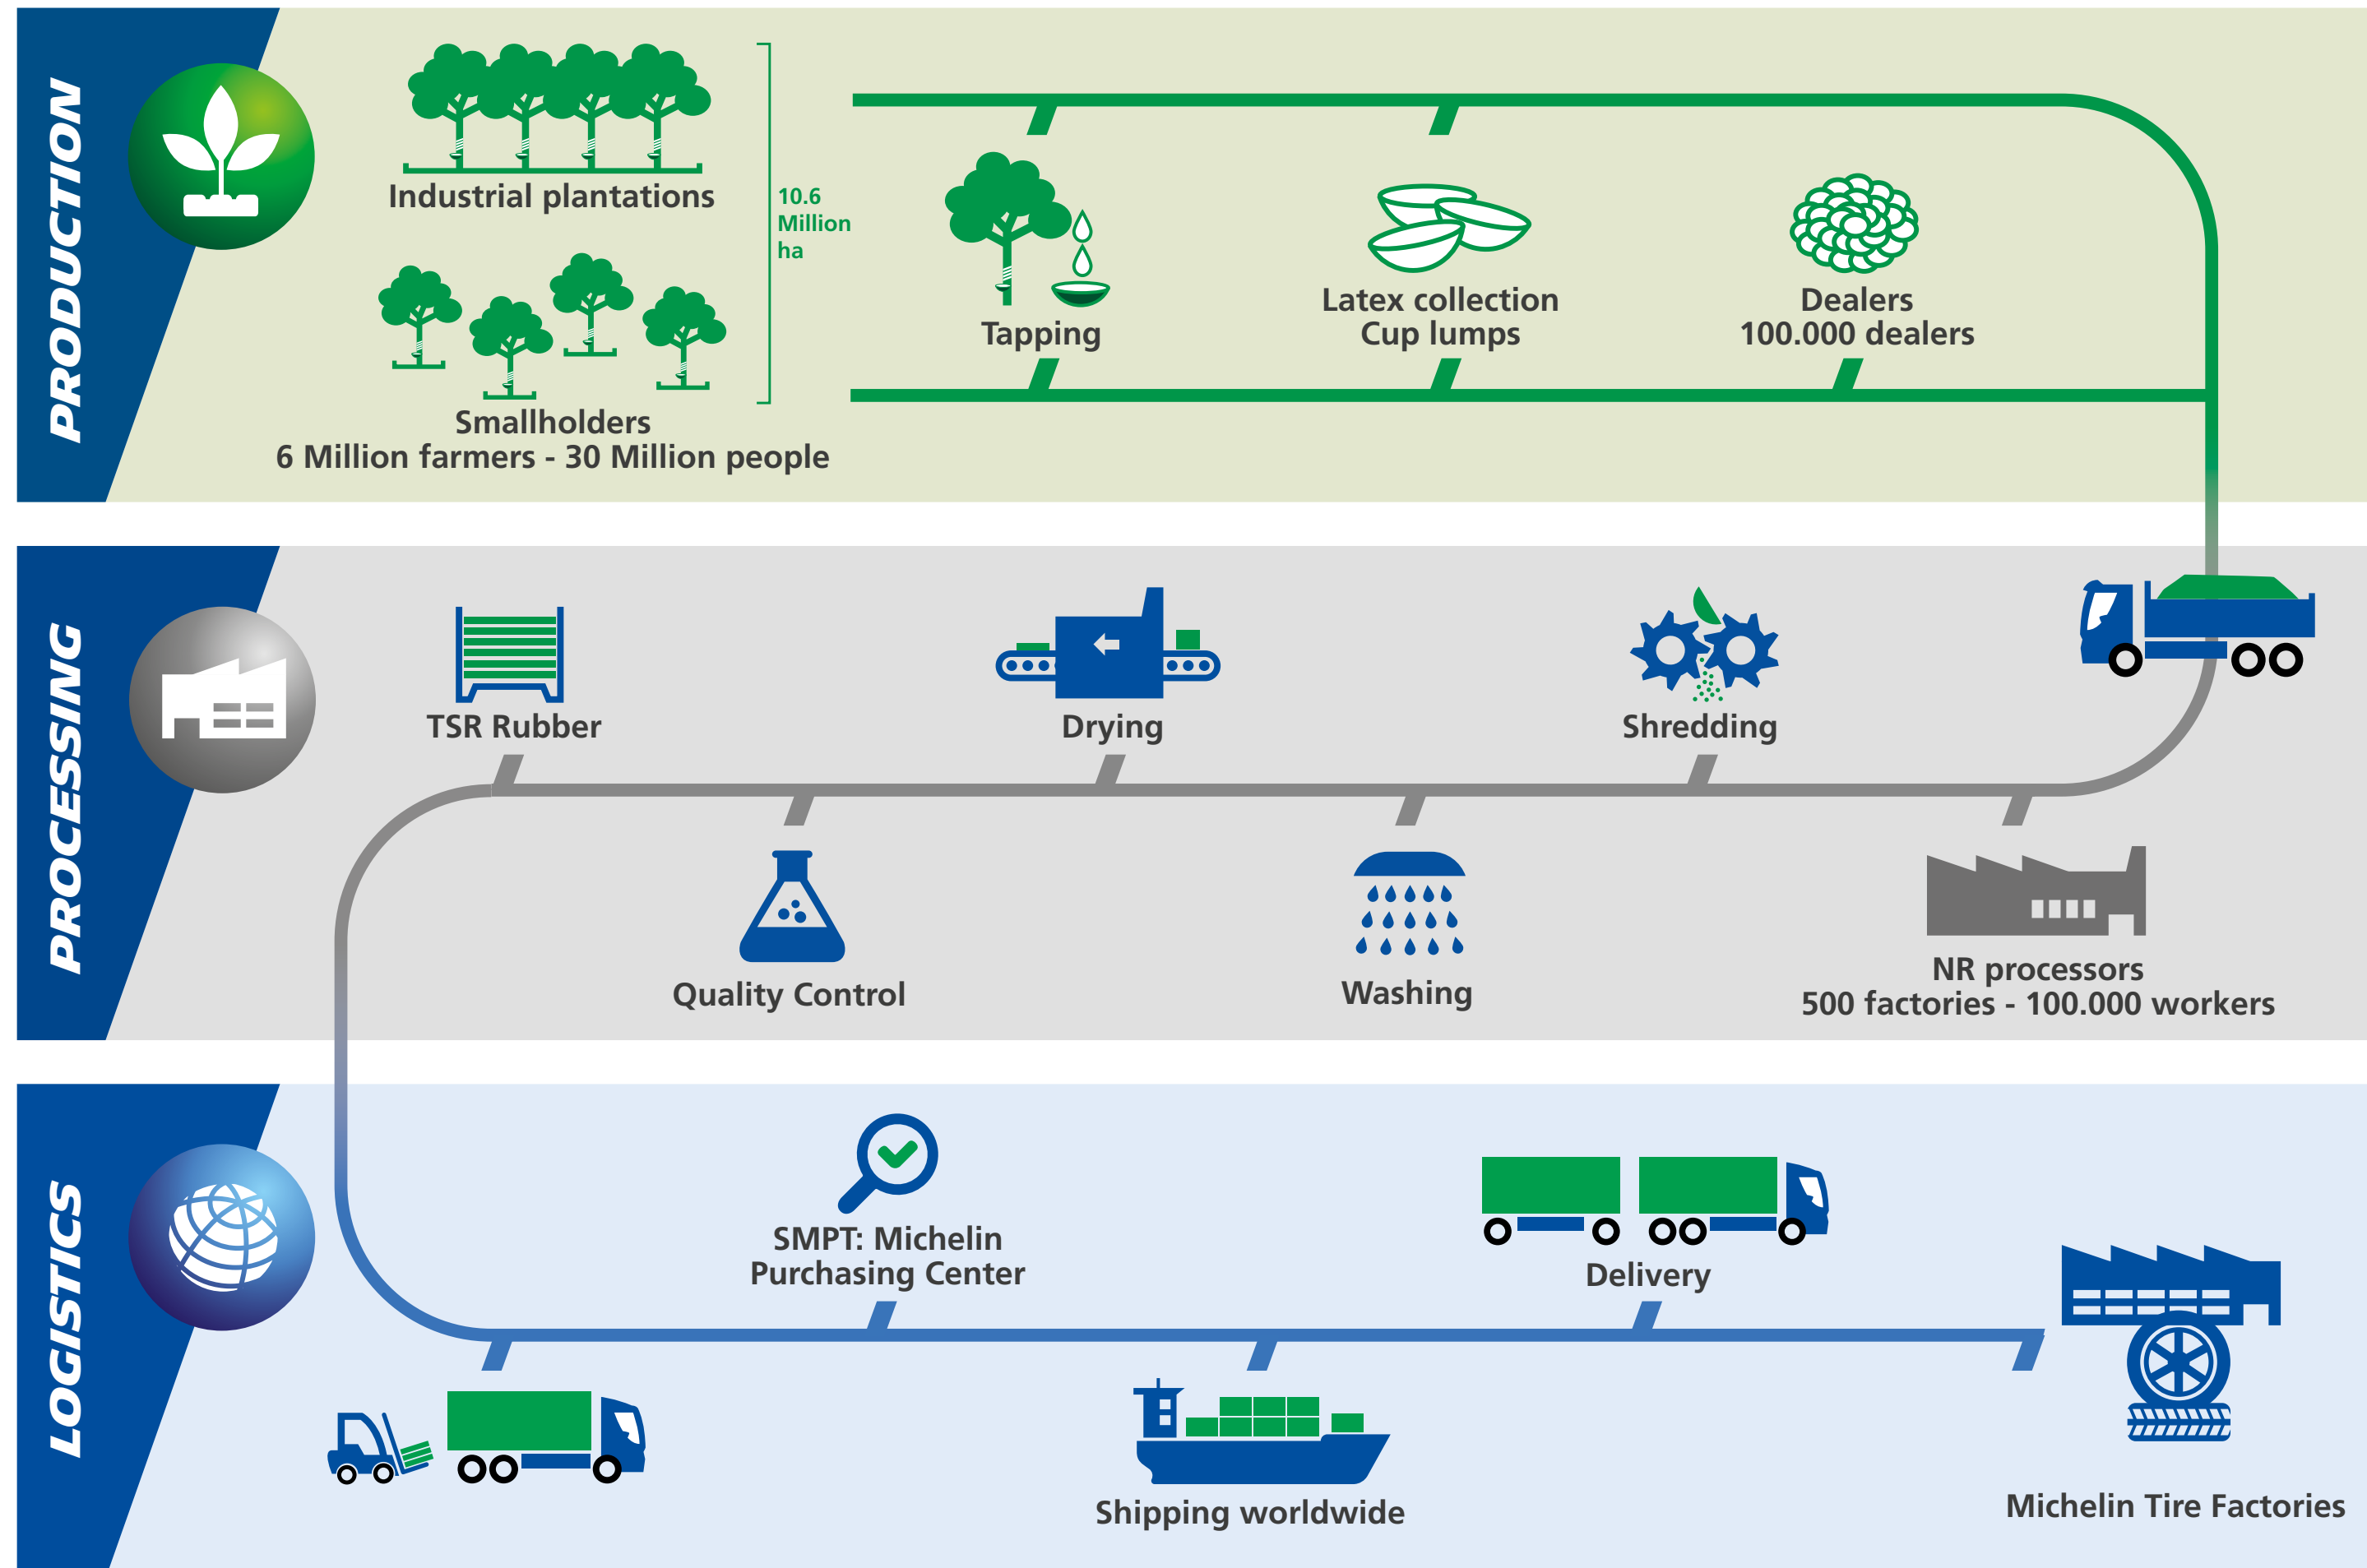 PRODUCTION
Industrial plantations
10.6
Million
ha
Smallholders
6 Million farmers - 30 Million people
Tapping
Latex collection
Cup lumps
Dealers
100.000 dealers
PROCESSING
TSR Rubber
Drying
Shredding
Quality Control
Washing
NR processors
500 factories - 100.000 workers
LOGISTICS
SMPT: Michelin
Purchasing Center
Delivery
Shipping worldwide
Michelin Tire Factories